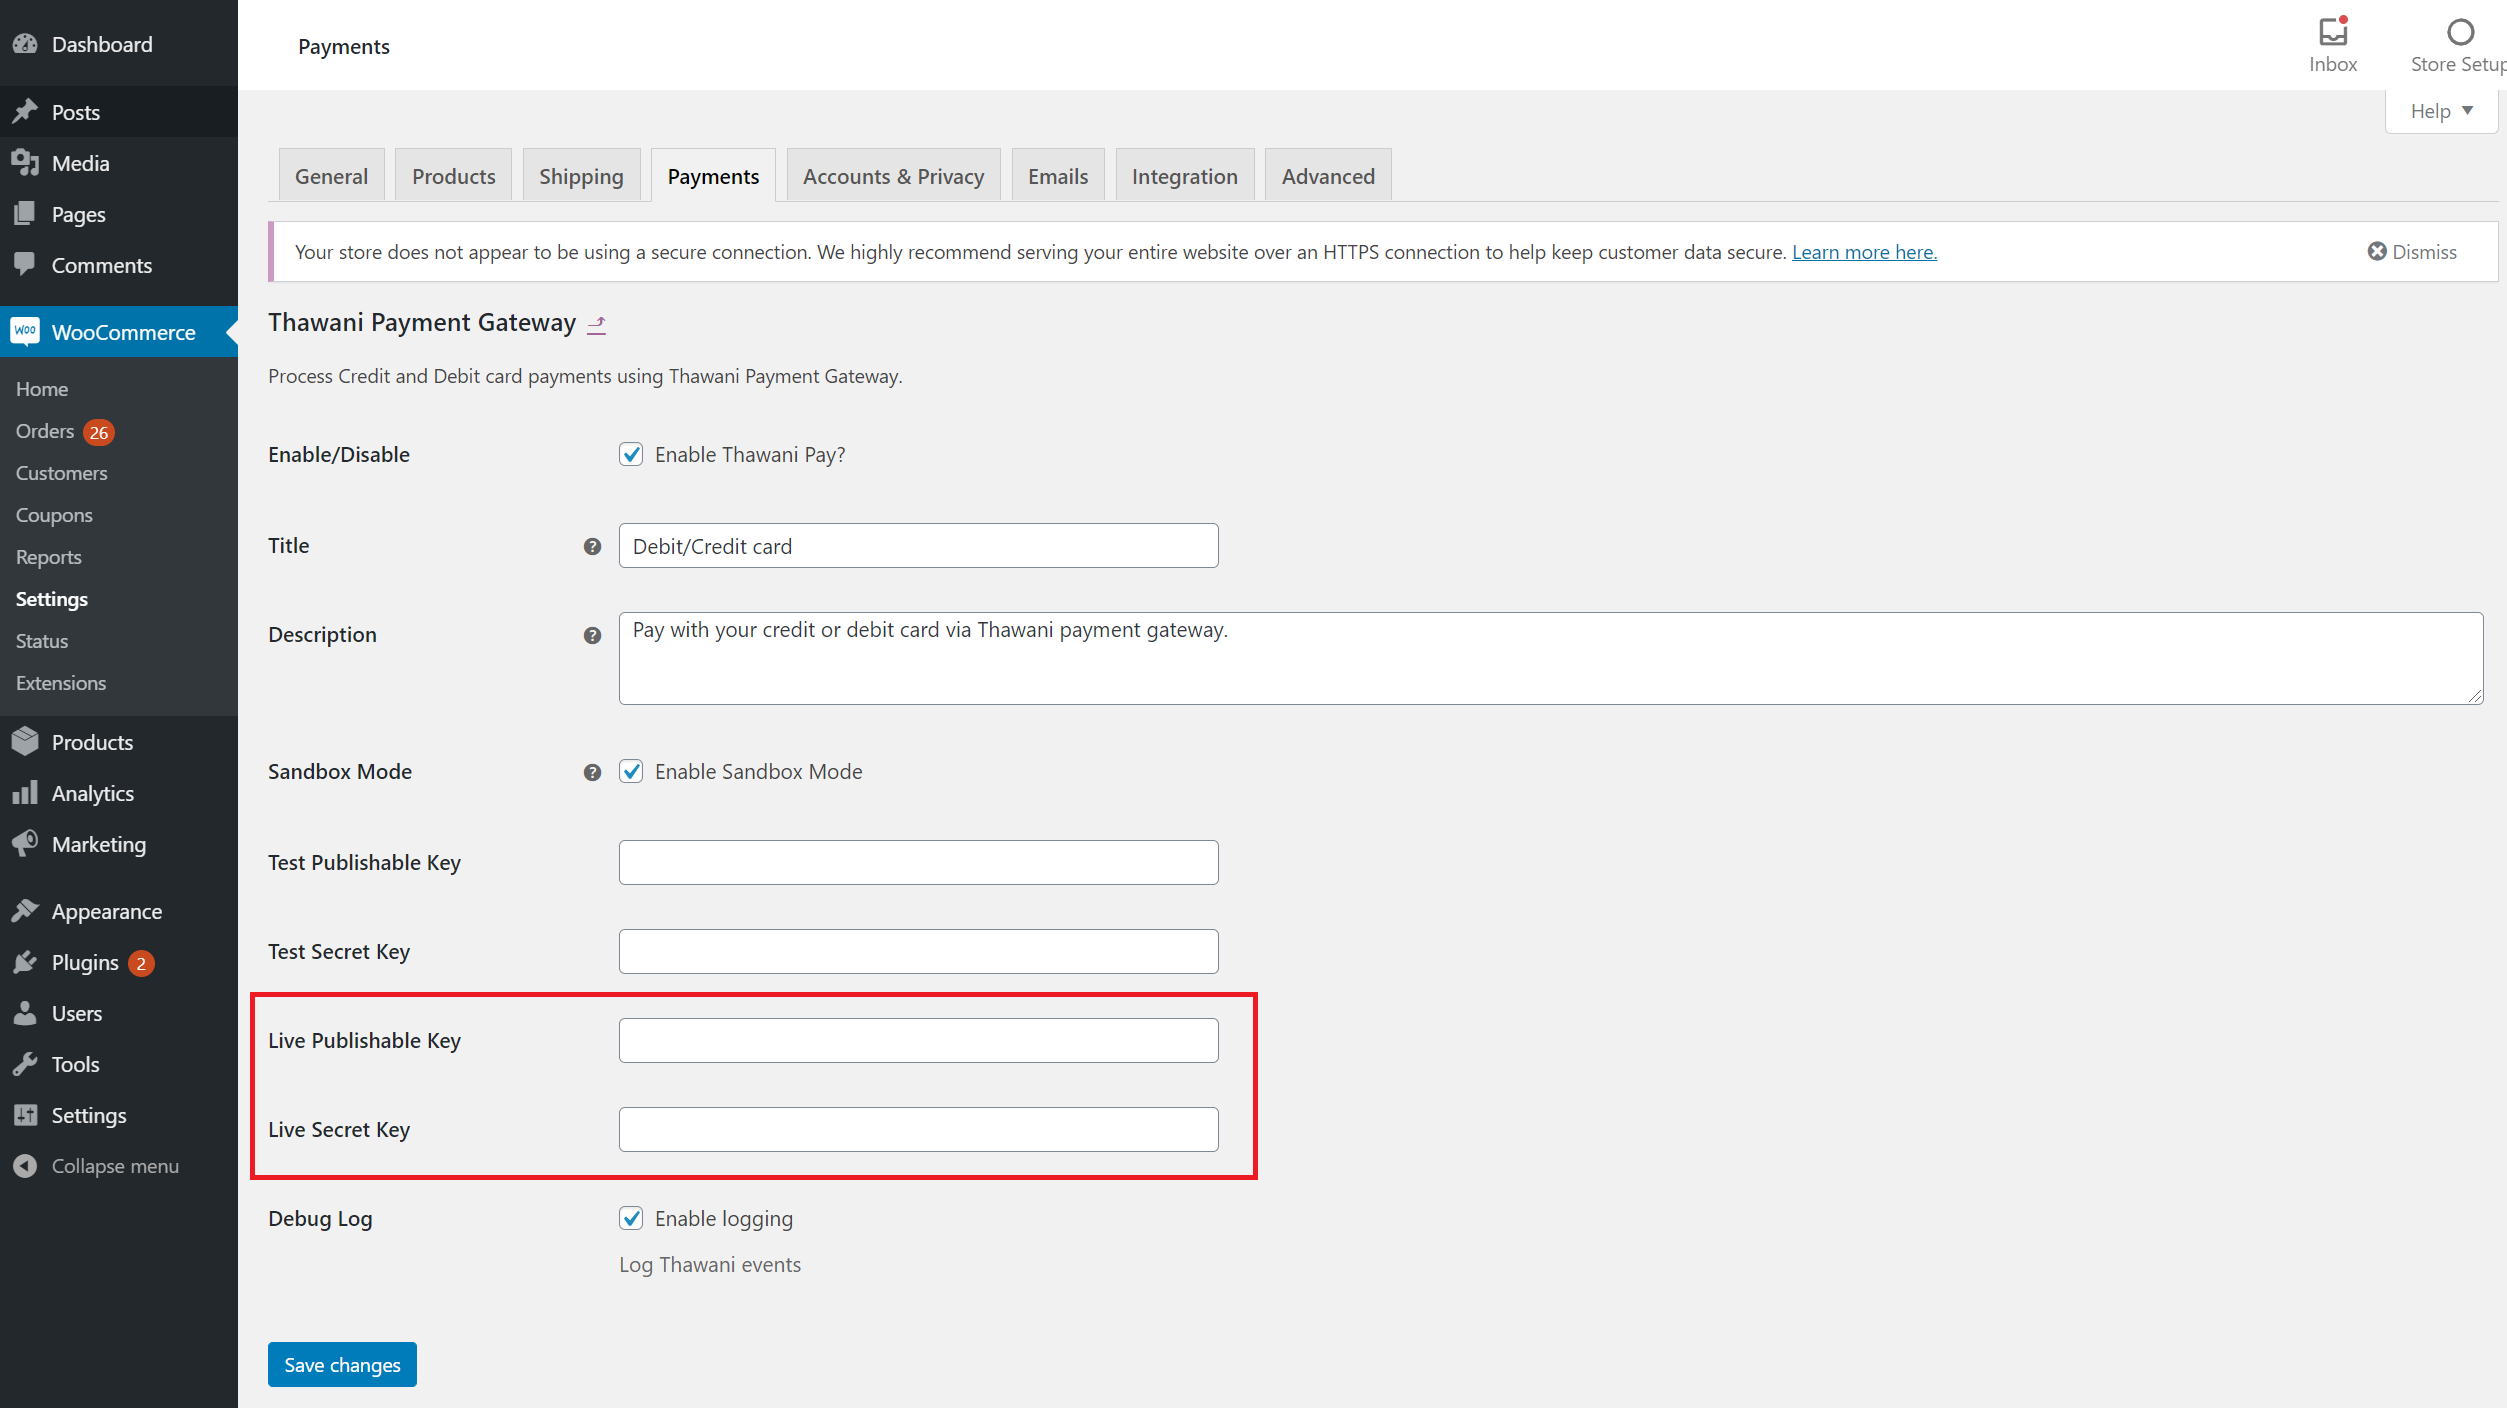 Dashboard
Posts
Media
Pages
Comments
Woo WooCommerce
Home
Orders 26
Customers
Coupons
Reports
Settings
Status
Extensions
Products
Analytics
Marketing
Appearance
Plugins 2
Users
Tools
Settings
Collapse menu
Payments
Inbox
Store Setup
Help
General
Products
Shipping
Payments
Accounts & Privacy
Emails
Integration
Advanced
Your store does not appear to be using a secure connection. We highly recommend serving your entire website over an HTTPS connection to help keep customer data secure. Learn more here.
Dismiss
Thawani Payment Gateway
Process Credit and Debit card payments using Thawani Payment Gateway.
Enable/Disable
Enable Thawani Pay?
Title
Debit/Credit card
Description
Pay with your credit or debit card via Thawani payment gateway.
Sandbox Mode
Enable Sandbox Mode
Test Publishable Key
Test Secret Key
Live Publishable Key
Live Secret Key
Debug Log
Enable logging
Log Thawani events
Save changes